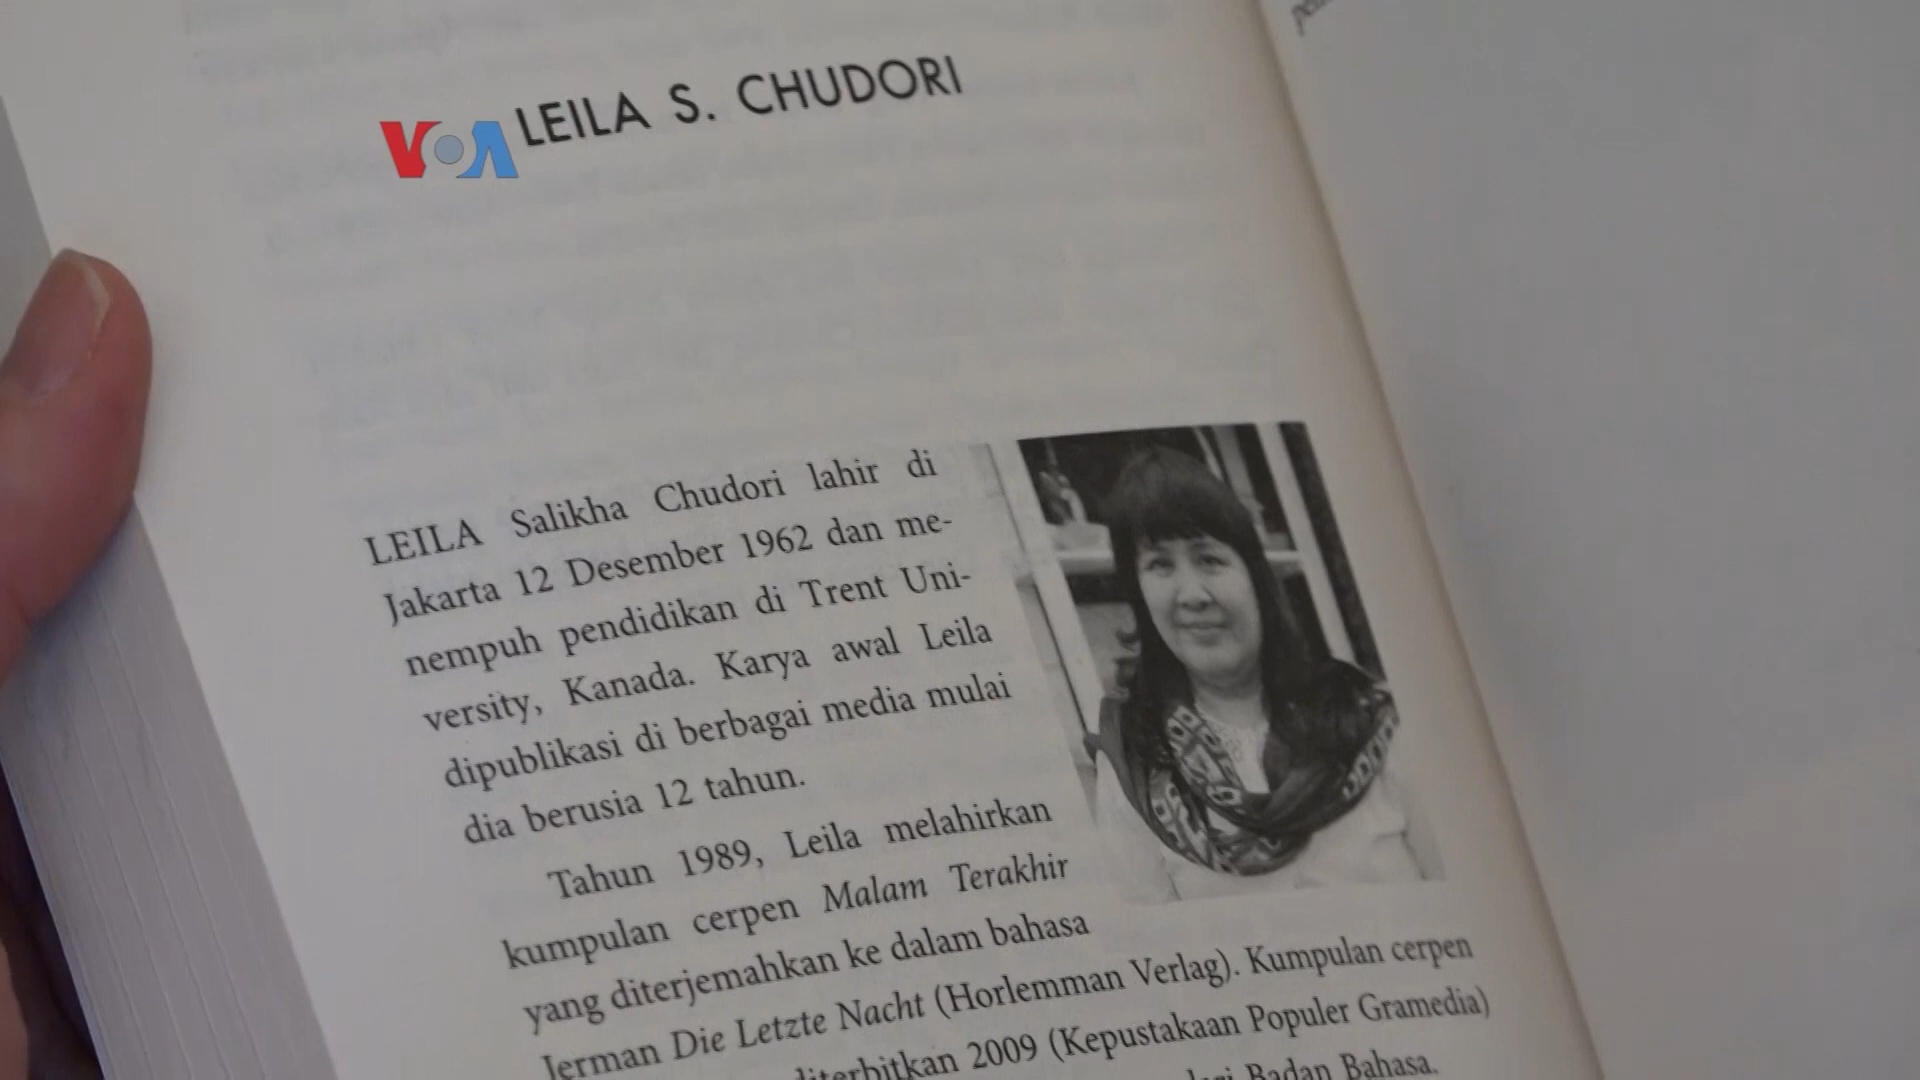 VOA
LEILA S. CHUDORI
LEILA Salikha Chudori lahir di
Jakarta 12 Desember 1962 dan me-
nempuh pendidikan di Trent Uni-
versity, Kanada. Karya awal Leila
dipublikasi di berbagai media mulai
dia berusia 12 tahun.
Tahun 1989, Leila melahirkan
kumpulan cerpen Malam Terakhir
yang diterjemahkan ke dalam bahasa
Jerman Die Letzte Nacht (Horlemman Verlag). Kumpulan cerpen
diterbitkan 2009 (Kepustakaan Populer Gramedia)
Badan Bahasa.